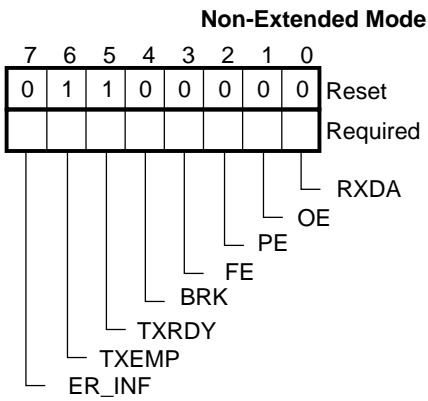 Non-Extended Mode
7 6 5 4 3 2 1 0
0 1 1 0 0 0 0 0 Reset
Required
RXDA
OE
PE
FE
BRK
TXRDY
TXEMP
ER_INF